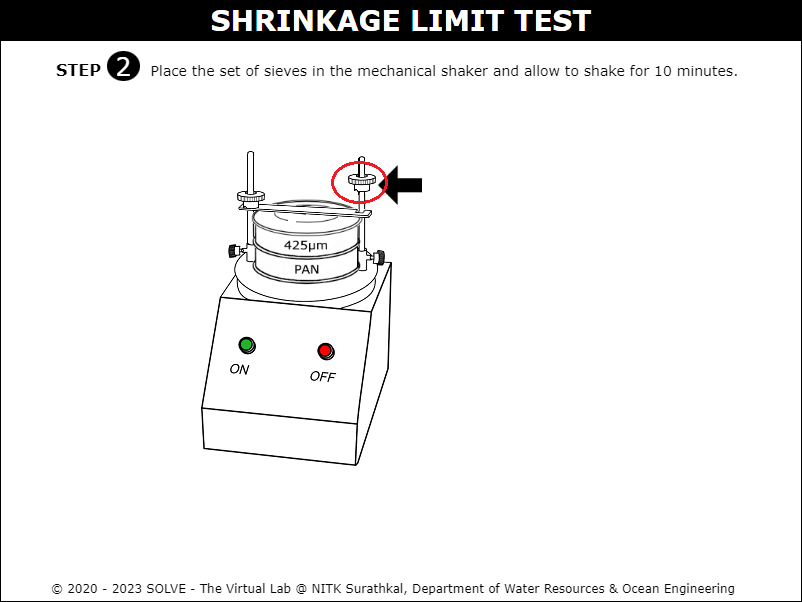 SHRINKAGE LIMIT TEST
STEP 2 Place the set of sieves in the mechanical shaker and allow to shake for 10 minutes.
425μm
PAN
ON
OFF
© 2020 - 2023 SOLVE - The Virtual Lab @ NITK Surathkal, Department of Water Resources & Ocean Engineering